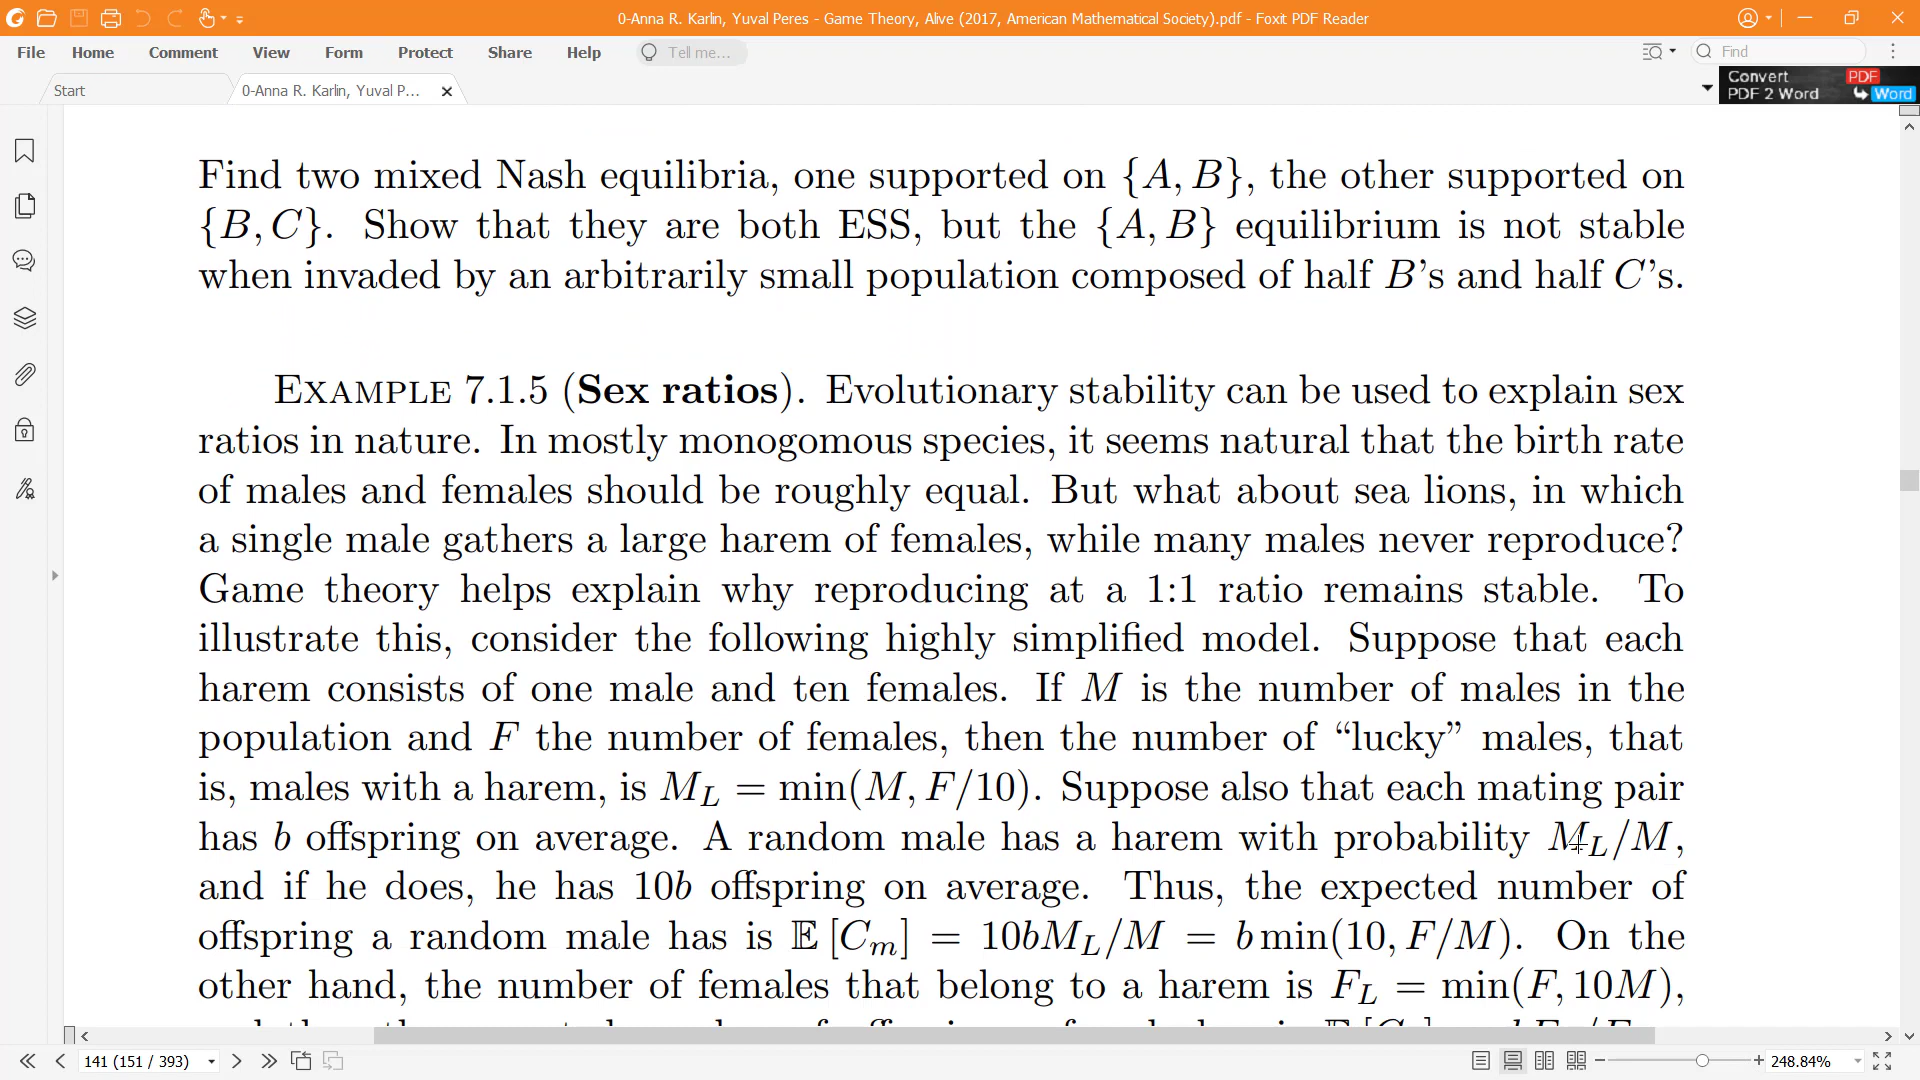 0-Anna R. Karlin, Yuval Peres - Game Theory, Alive (2017, American Mathematical Society).pdf - Foxit PDF Reader
File Home Comment View Form Protect Share Help Tell me... Find
Start 0-Anna R. Karlin, Yuval P...
Convert PDF
PDF 2 Word Word
Find two mixed Nash equilibria, one supported on {A, B}, the other supported on
{B, C}. Show that they are both ESS, but the {A, B} equilibrium is not stable
when invaded by an arbitrarily small population composed of half B's and half C's.
EXAMPLE 7.1.5 (Sex ratios). Evolutionary stability can be used to explain sex
ratios in nature. In mostly monogomous species, it seems natural that the birth rate
of males and females should be roughly equal. But what about sea lions, in which
a single male gathers a large harem of females, while many males never reproduce?
Game theory helps explain why reproducing at a 1:1 ratio remains stable. To
illustrate this, consider the following highly simplified model. Suppose that each
harem consists of one male and ten females. If M is the number of males in the
population and F the number of females, then the number of “lucky” males, that
is, males with a harem, is M_L = min(M, F/10). Suppose also that each mating pair
has b offspring on average. A random male has a harem with probability M_L/M,
and if he does, he has 10b offspring on average. Thus, the expected number of
offspring a random male has is 𝔼 [C_m] = 10bM_L/M = b min(10, F/M). On the
other hand, the number of females that belong to a harem is F_L = min(F, 10M),
141 (151 / 393) 248.84%